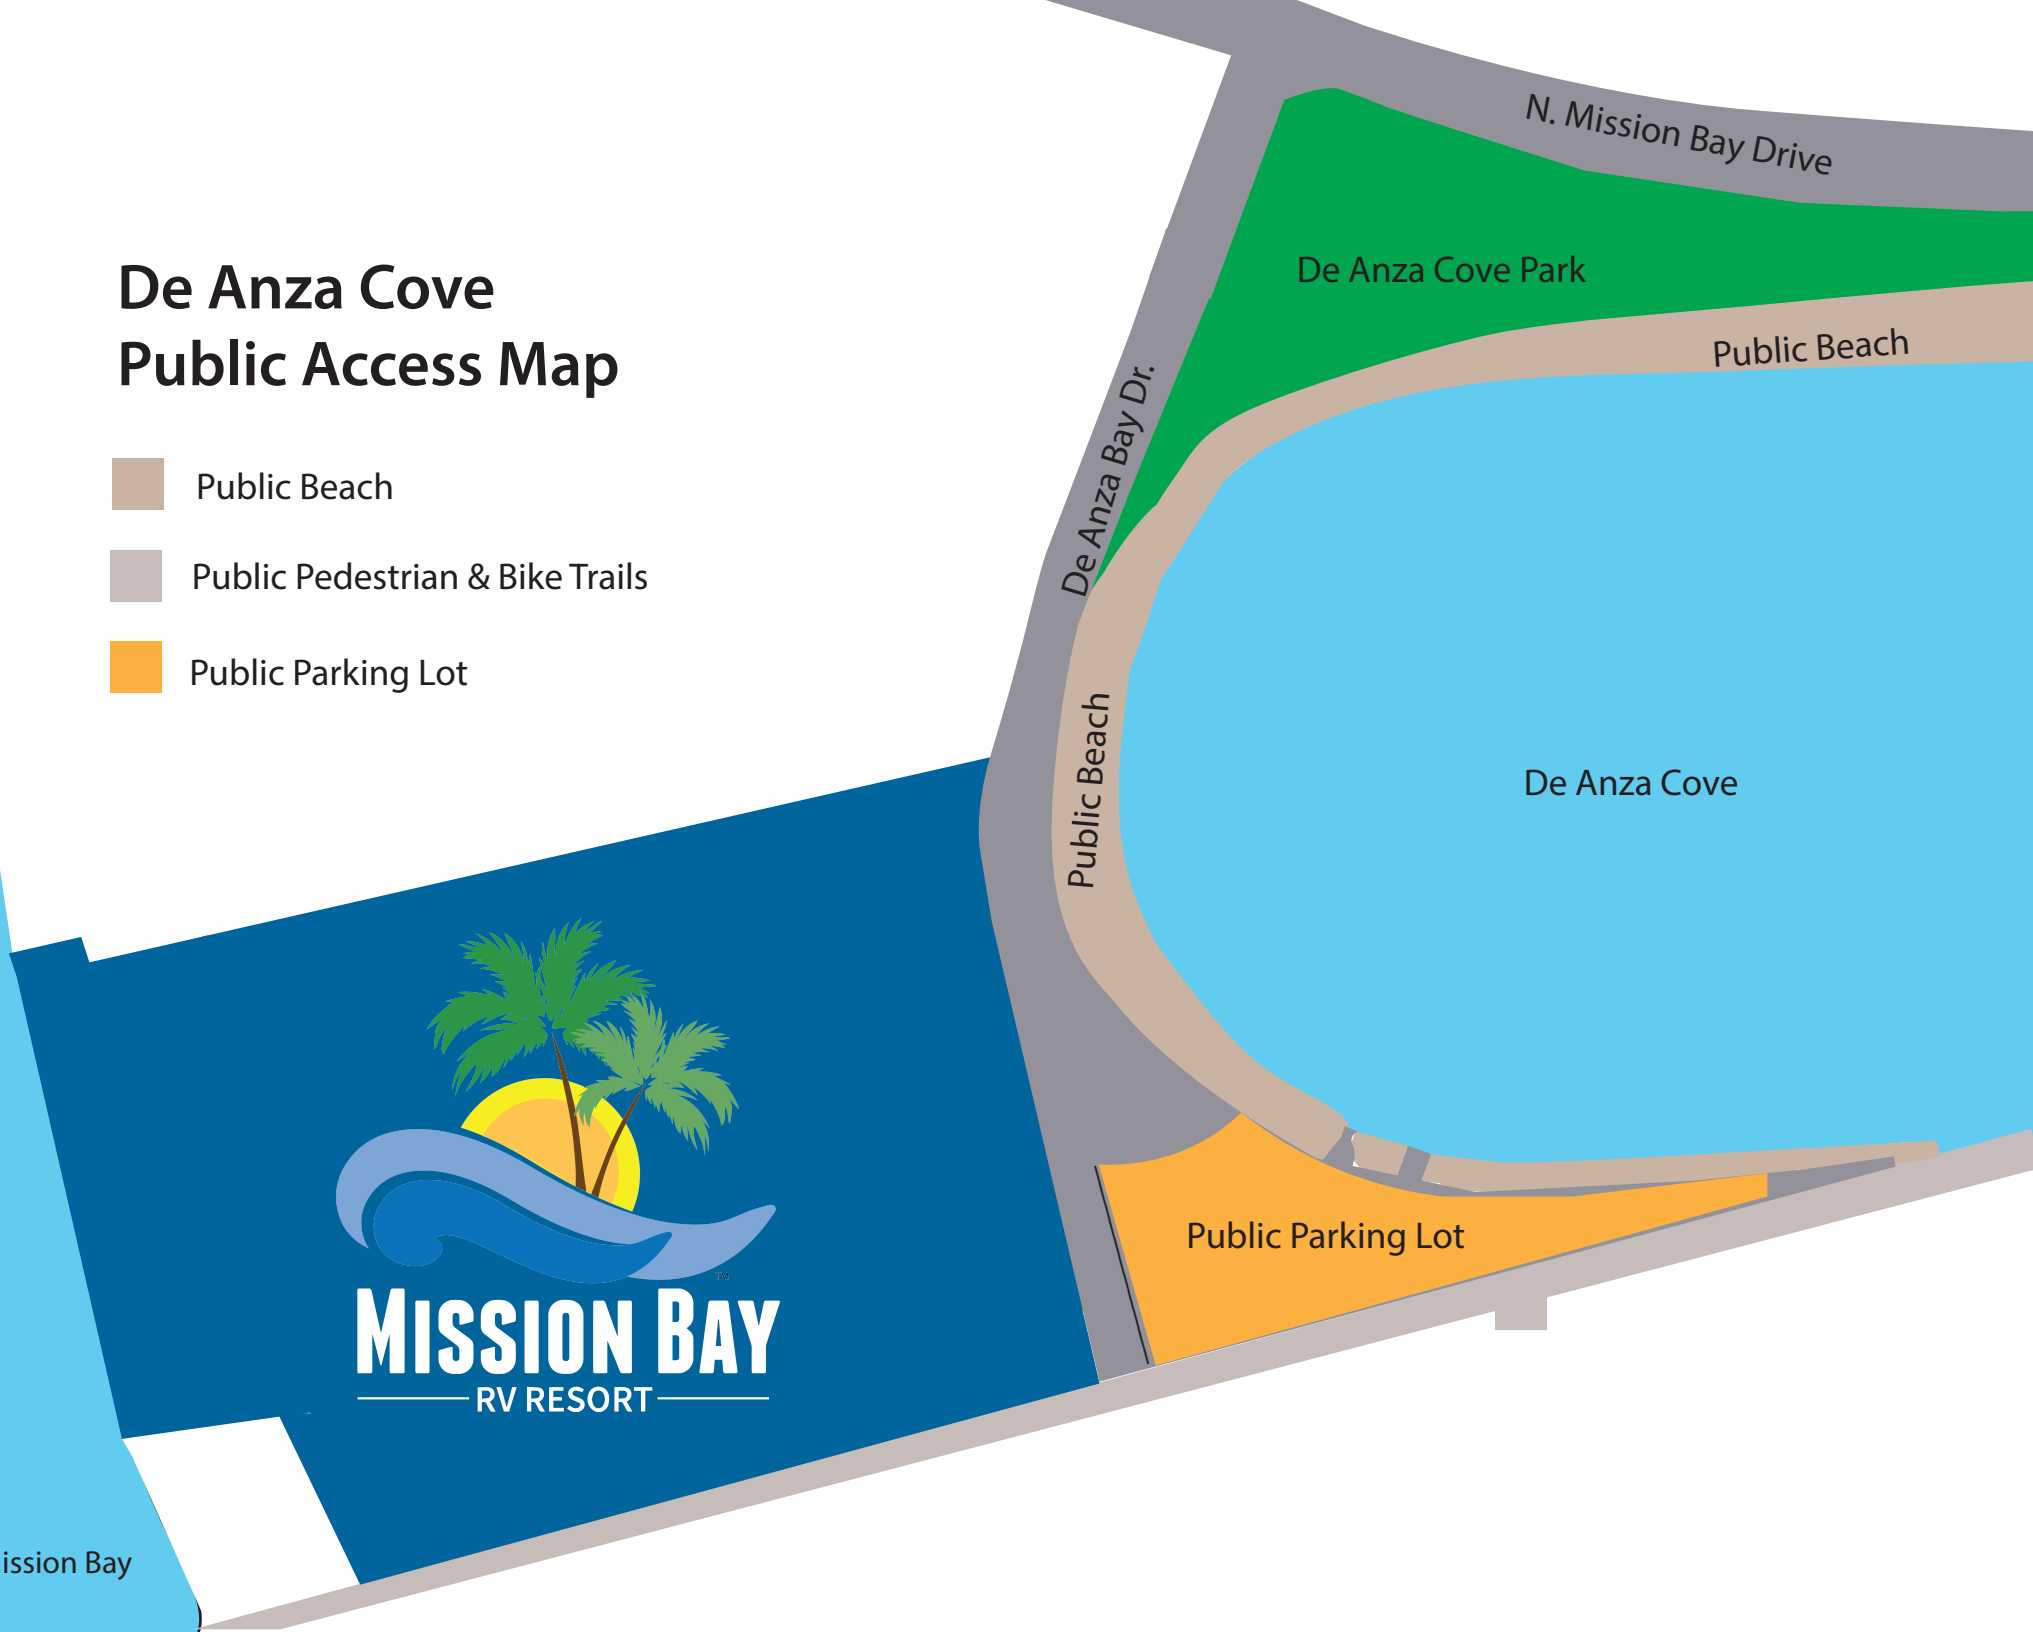 De Anza Cove
Public Access Map
Public Beach
Public Pedestrian & Bike Trails
Public Parking Lot
N. Mission Bay Drive
De Anza Cove Park
Public Beach
De Anza Bay Dr.
Public Beach
De Anza Cove
Public Parking Lot
TM
MISSION BAY
RV RESORT
ission Bay